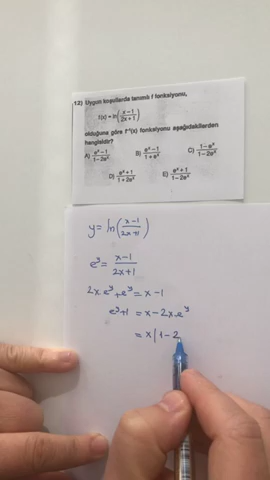 12) Uygun koşullarda tanımlı f fonksiyonu,
f(x) = ln(x-1/2x+1)
olduğuna göre f⁻¹(x) fonksiyonu aşağıdakilerden
hangisidir?
A) eˣ-1/1-2eˣ B) eˣ-1/1+eˣ C) 1-eˣ/1-2eˣ
D) eˣ+1/1+2eˣ E) eˣ+1/1-2eˣ
y = ln(x-1/2x+1)
eʸ = x-1/2x+1
2x eʸ + eʸ = x-1
eʸ+1 = x-2x.eʸ
= x(1-2